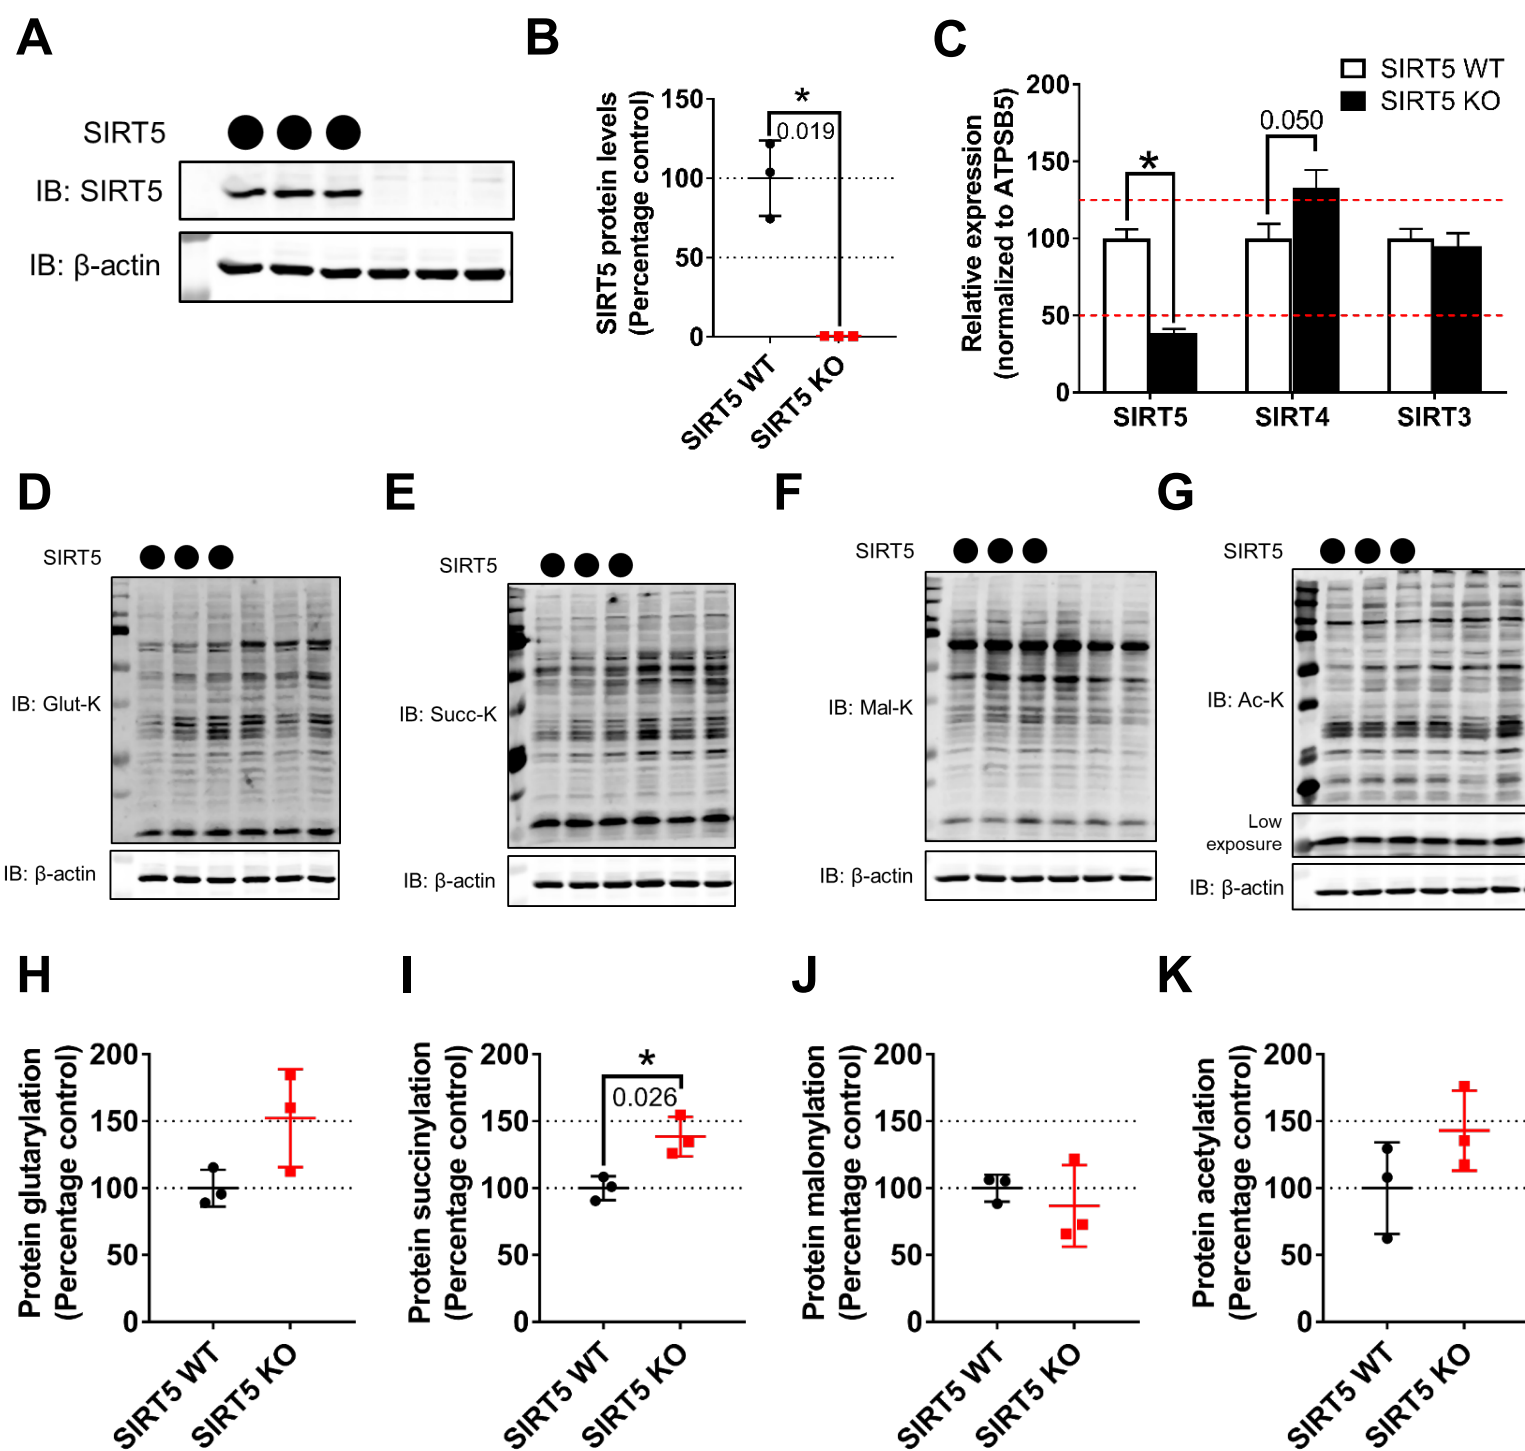 A
SIRT5
IB: SIRT5
IB: β-actin
B
SIRT5 protein levels
(Percentage control)
150
100
50
0
*
0.019
SIRT5 WT
SIRT5 KO
C
Relative expression
(normalized to ATPSB5)
200
150
100
50
0
SIRT5 WT
SIRT5 KO
*
0.050
SIRT5
SIRT4
SIRT3
D
SIRT5
IB: Glut-K
IB: β-actin
E
SIRT5
IB: Succ-K
IB: β-actin
F
SIRT5
IB: Mal-K
IB: β-actin
G
SIRT5
IB: Ac-K
Low
exposure
IB: β-actin
H
Protein glutarylation
(Percentage control)
200
150
100
50
0
SIRT5 WT
SIRT5 KO
I
Protein succinylation
(Percentage control)
200
150
100
50
0
*
0.026
SIRT5 WT
SIRT5 KO
J
Protein malonylation
(Percentage control)
200
150
100
50
0
SIRT5 WT
SIRT5 KO
K
Protein acetylation
(Percentage control)
200
150
100
50
0
SIRT5 WT
SIRT5 KO